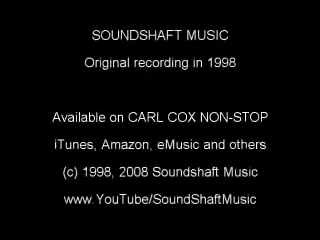 SOUNDSHAFT MUSIC
Original recording in 1998
Available on CARL COX NON-STOP
iTunes, Amazon, eMusic and others
(c) 1998, 2008 Soundshaft Music
www.YouTube/SoundShaftMusic